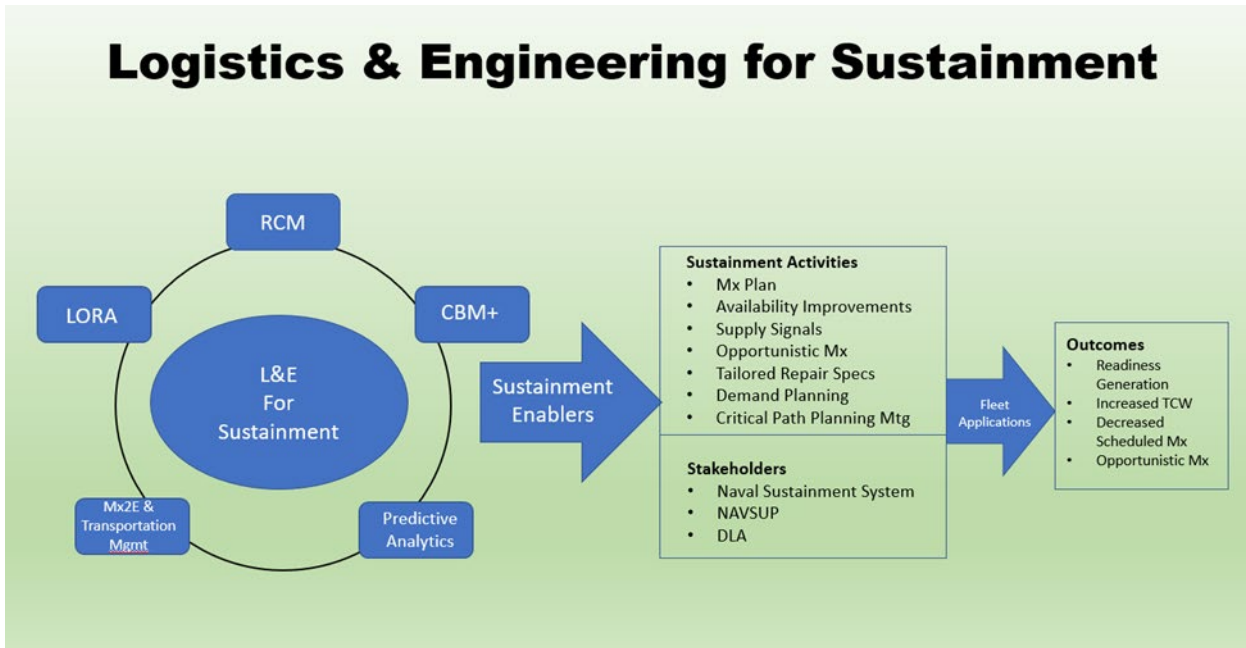 Logistics & Engineering for Sustainment
RCM
LORA
CBM+
L&E
For
Sustainment
Mx2E &
Transportation
Mgmt
Predictive
Analytics
Sustainment
Enablers
Sustainment Activities
• Mx Plan
• Availability Improvements
• Supply Signals
• Opportunistic Mx
• Tailored Repair Specs
• Demand Planning
• Critical Path Planning Mtg
Stakeholders
• Naval Sustainment System
• NAVSUP
• DLA
Fleet
Applications
Outcomes
• Readiness
Generation
• Increased TCW
• Decreased
Scheduled Mx
• Opportunistic Mx